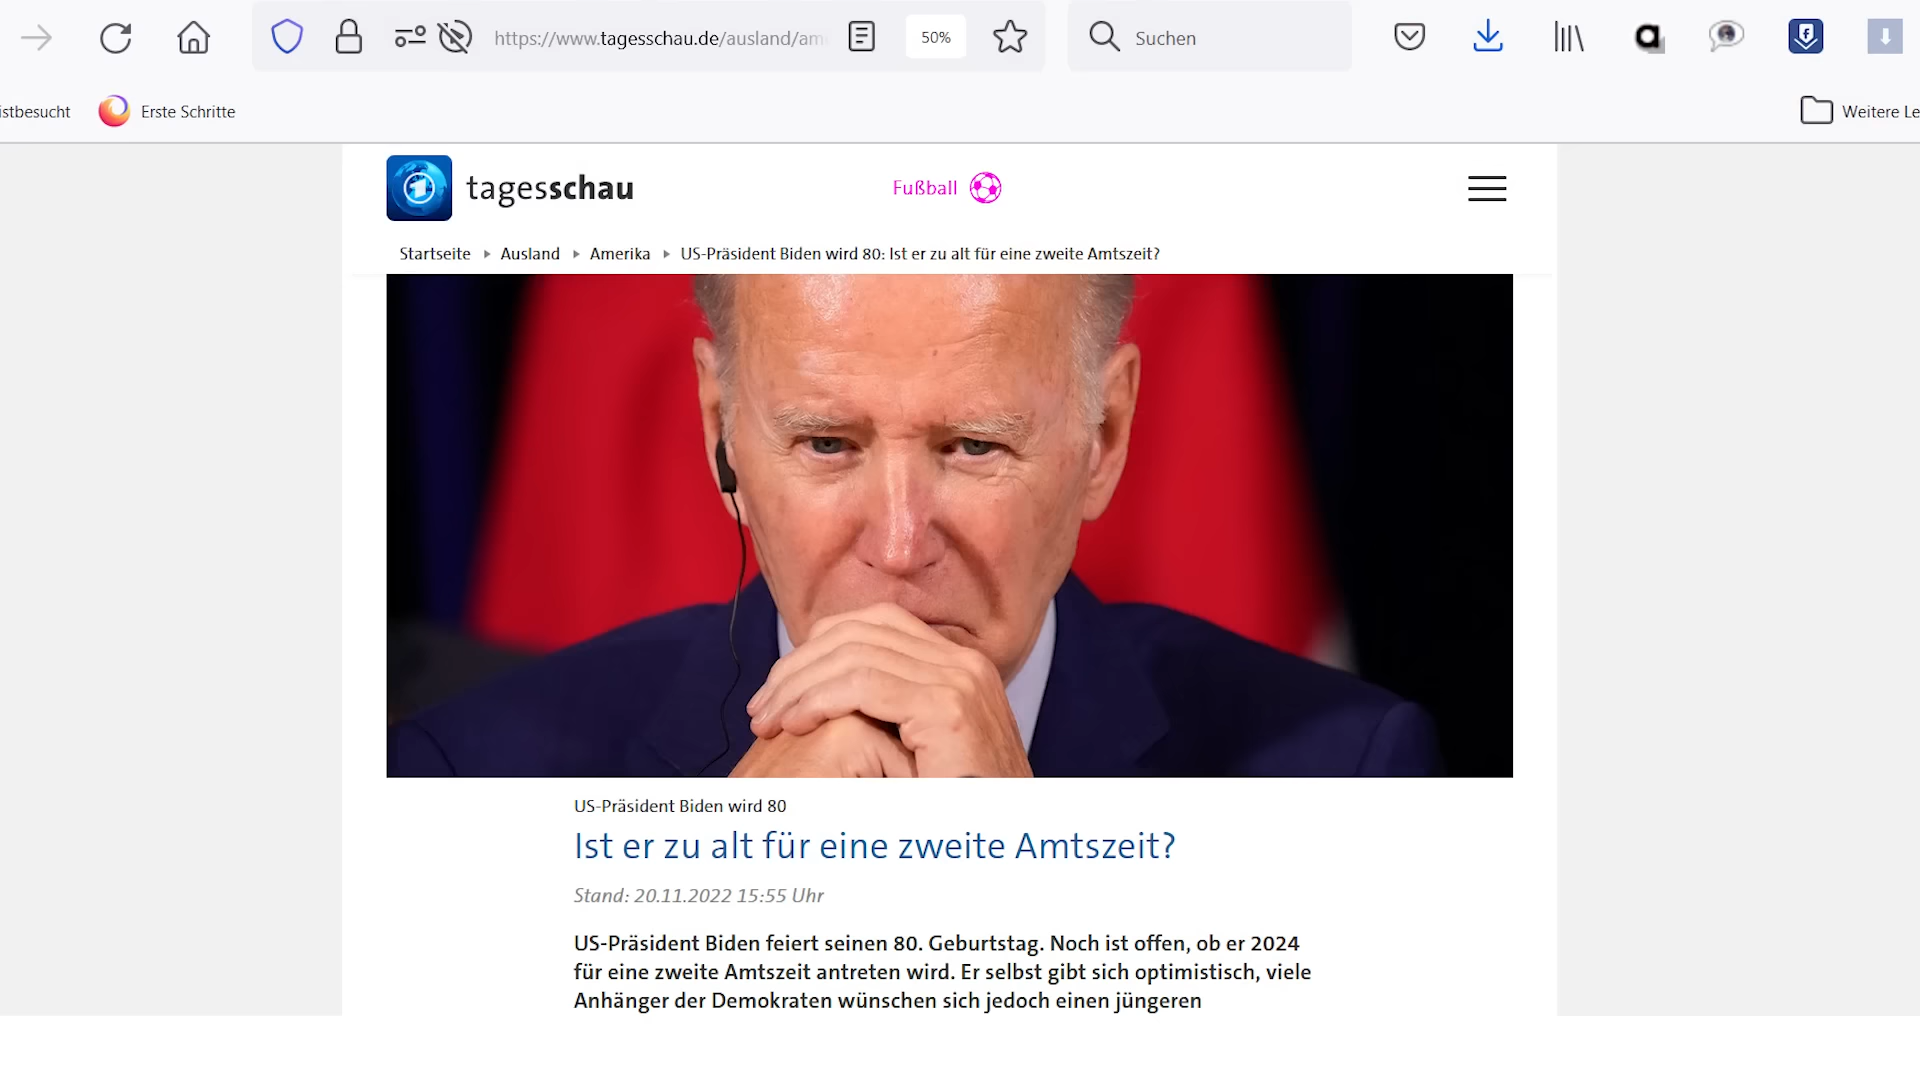 https://www.tagesschau.de/ausland/am
50%
Suchen
istbesucht
Erste Schritte
Weitere Le
tagesschau
Fußball
Startseite
Ausland
Amerika
US-Präsident Biden wird 80: Ist er zu alt für eine zweite Amtszeit?
US-Präsident Biden wird 80
Ist er zu alt für eine zweite Amtszeit?
Stand: 20.11.2022 15:55 Uhr
US-Präsident Biden feiert seinen 80. Geburtstag. Noch ist offen, ob er 2024
für eine zweite Amtszeit antreten wird. Er selbst gibt sich optimistisch, viele
Anhänger der Demokraten wünschen sich jedoch einen jüngeren